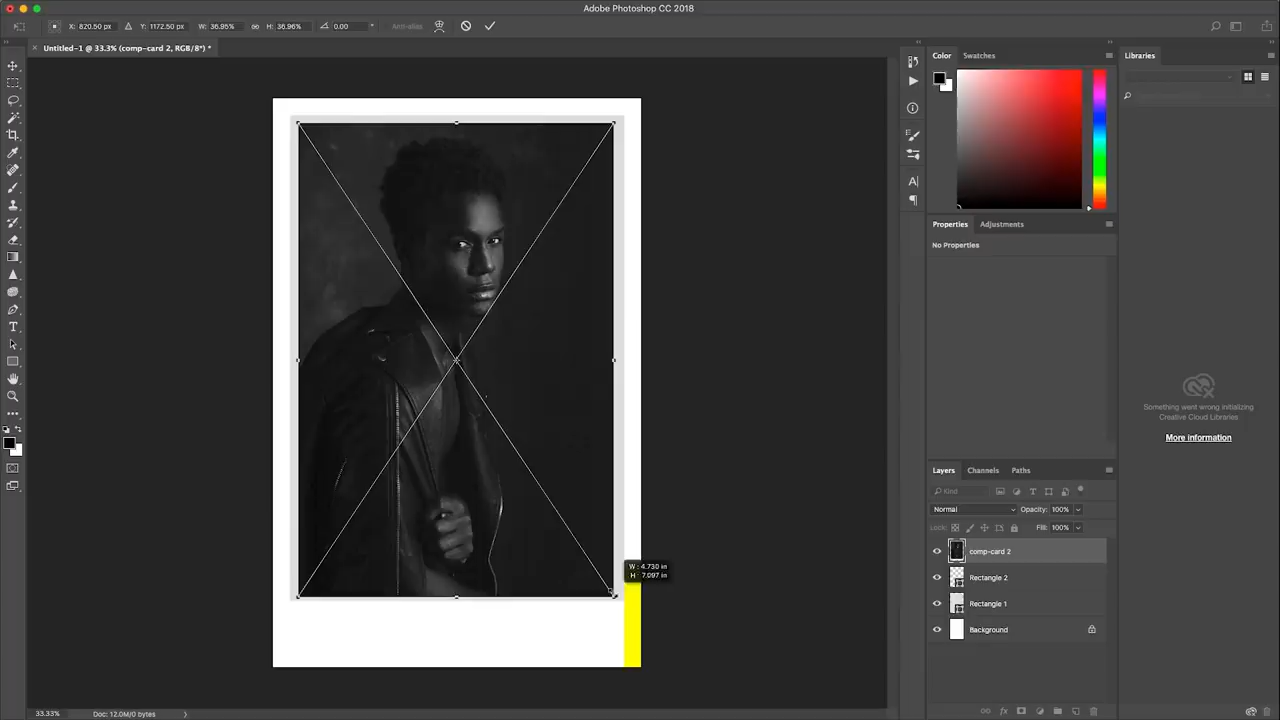 Adobe Photoshop CC 2018
X: 820.50 px Y: 1172.50 px W: 36.95% H: 36.96% 0.00 ° Anti-alias
× Untitled-1 @ 33.3% (comp-card 2, RGB/8*) *
Color Swatches
Libraries
Properties Adjustments
No Properties
Something went wrong initializing
Creative Cloud Libraries
More information
Layers Channels Paths
Kind
Normal Opacity: 100%
Lock: Fill: 100%
comp-card 2
Rectangle 2
Rectangle 1
Background
W: 4.730 in
H: 7.097 in
33.33% Doc: 12.0M/0 bytes